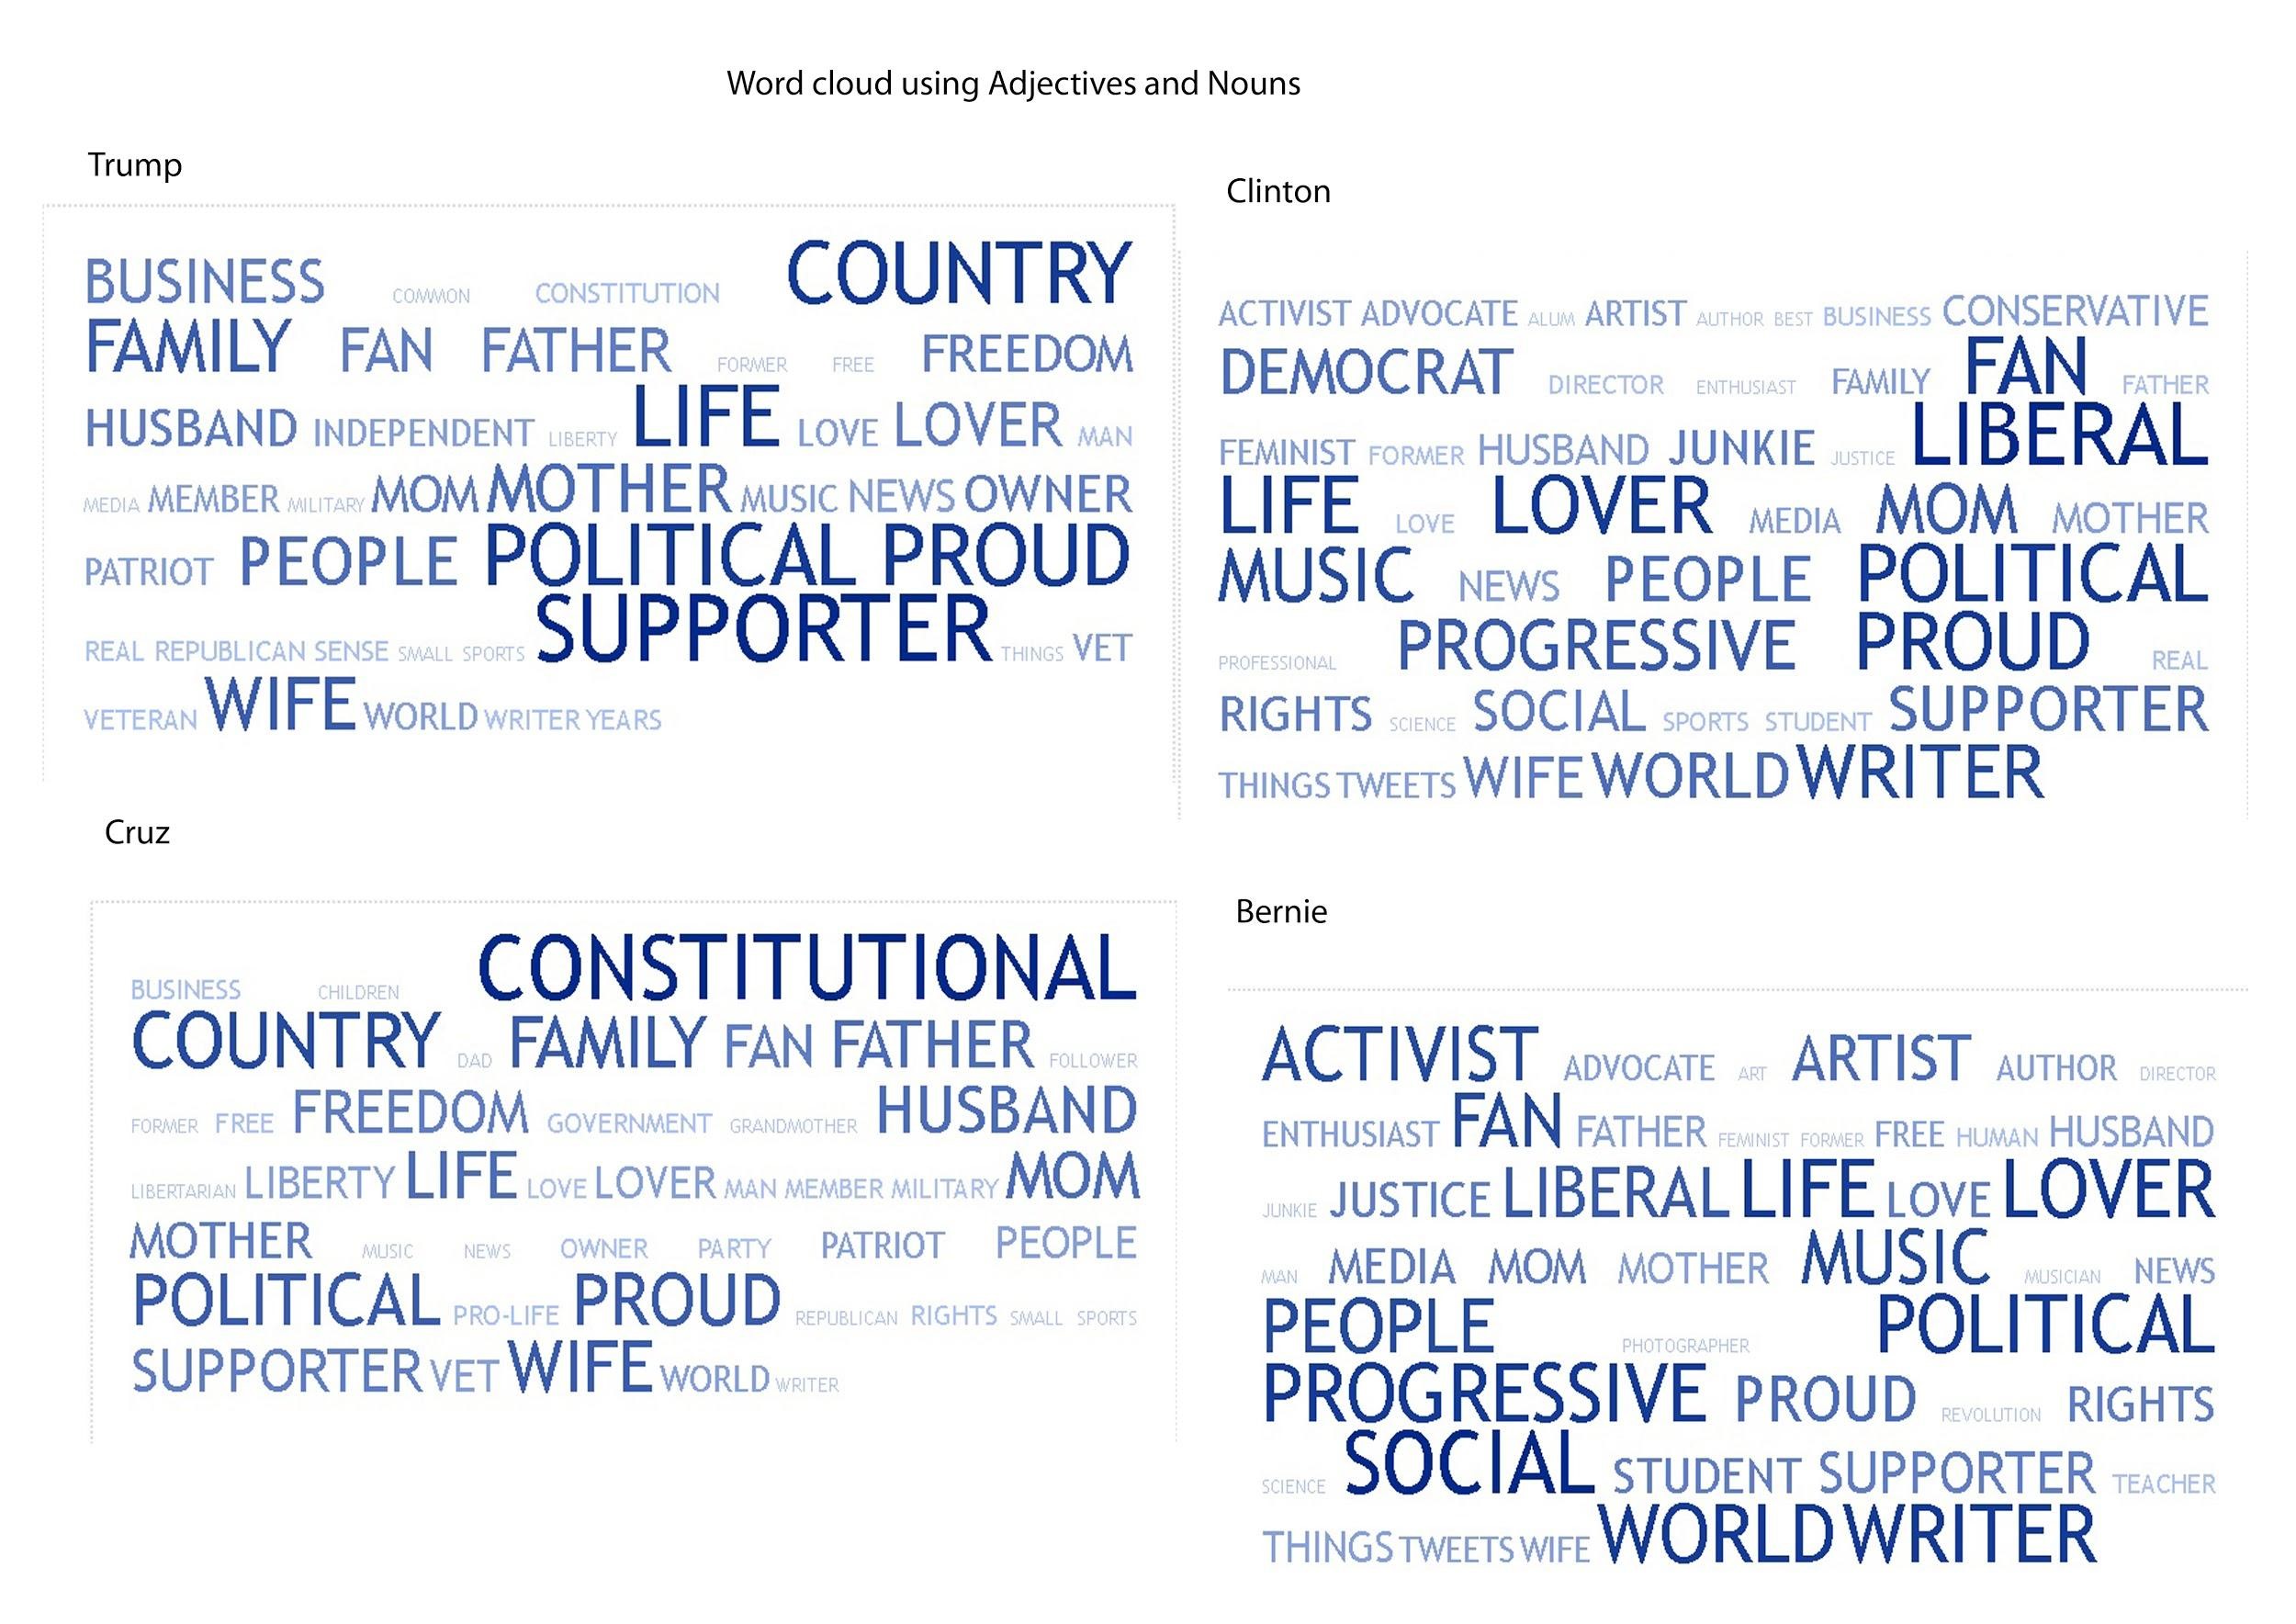 Word cloud using Adjectives and Nouns
Trump
BUSINESS COMMON CONSTITUTION COUNTRY
FAMILY FAN FATHER FORMER FREE FREEDOM
HUSBAND INDEPENDENT LIBERTY LIFE LOVE LOVER MAN
MEDIA MEMBER MILITARY MOM MOTHER MUSIC NEWS OWNER
PATRIOT PEOPLE POLITICAL PROUD
REAL REPUBLICAN SENSE SMALL SPORTS SUPPORTER THINGS VET
VETERAN WIFE WORLD WRITER YEARS
Clinton
ACTIVIST ADVOCATE ALUM ARTIST AUTHOR BEST BUSINESS CONSERVATIVE
DEMOCRAT DIRECTOR ENTHUSIAST FAMILY FAN FATHER
FEMINIST FORMER HUSBAND JUNKIE JUSTICE LIBERAL
LIFE LOVE LOVER MEDIA MOM MOTHER
MUSIC NEWS PEOPLE POLITICAL
PROFESSIONAL PROGRESSIVE PROUD REAL
RIGHTS SCIENCE SOCIAL SPORTS STUDENT SUPPORTER
THINGS TWEETS WIFE WORLD WRITER
Cruz
BUSINESS CHILDREN CONSTITUTIONAL
COUNTRY DAD FAMILY FAN FATHER FOLLOWER
FORMER FREE FREEDOM GOVERNMENT GRANDMOTHER HUSBAND
LIBERTARIAN LIBERTY LIFE LOVE LOVER MAN MEMBER MILITARY MOM
MOTHER MUSIC NEWS OWNER PARTY PATRIOT PEOPLE
POLITICAL PRO-LIFE PROUD REPUBLICAN RIGHTS SMALL SPORTS
SUPPORTER VET WIFE WORLD WRITER
Bernie
ACTIVIST ADVOCATE ART ARTIST AUTHOR DIRECTOR
ENTHUSIAST FAN FATHER FEMINIST FORMER FREE HUMAN HUSBAND
JUNKIE JUSTICE LIBERAL LIFE LOVE LOVER
MAN MEDIA MOM MOTHER MUSIC MUSICIAN NEWS
PEOPLE PHOTOGRAPHER POLITICAL
PROGRESSIVE PROUD REVOLUTION RIGHTS
SCIENCE SOCIAL STUDENT SUPPORTER TEACHER
THINGS TWEETS WIFE WORLD WRITER